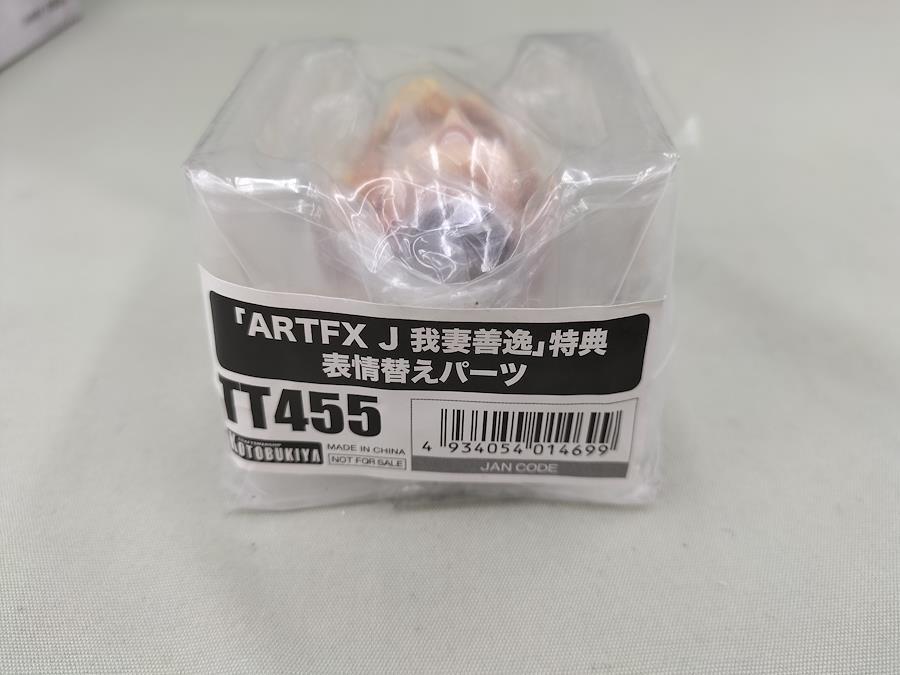 「ARTFX J 我妻善逸」特典
表情替えパーツ
TT455
CRAFTSMANSHIP
KOTOBUKIYA
MADE IN CHINA
NOT FOR SALE
4 934054 014699
JAN CODE